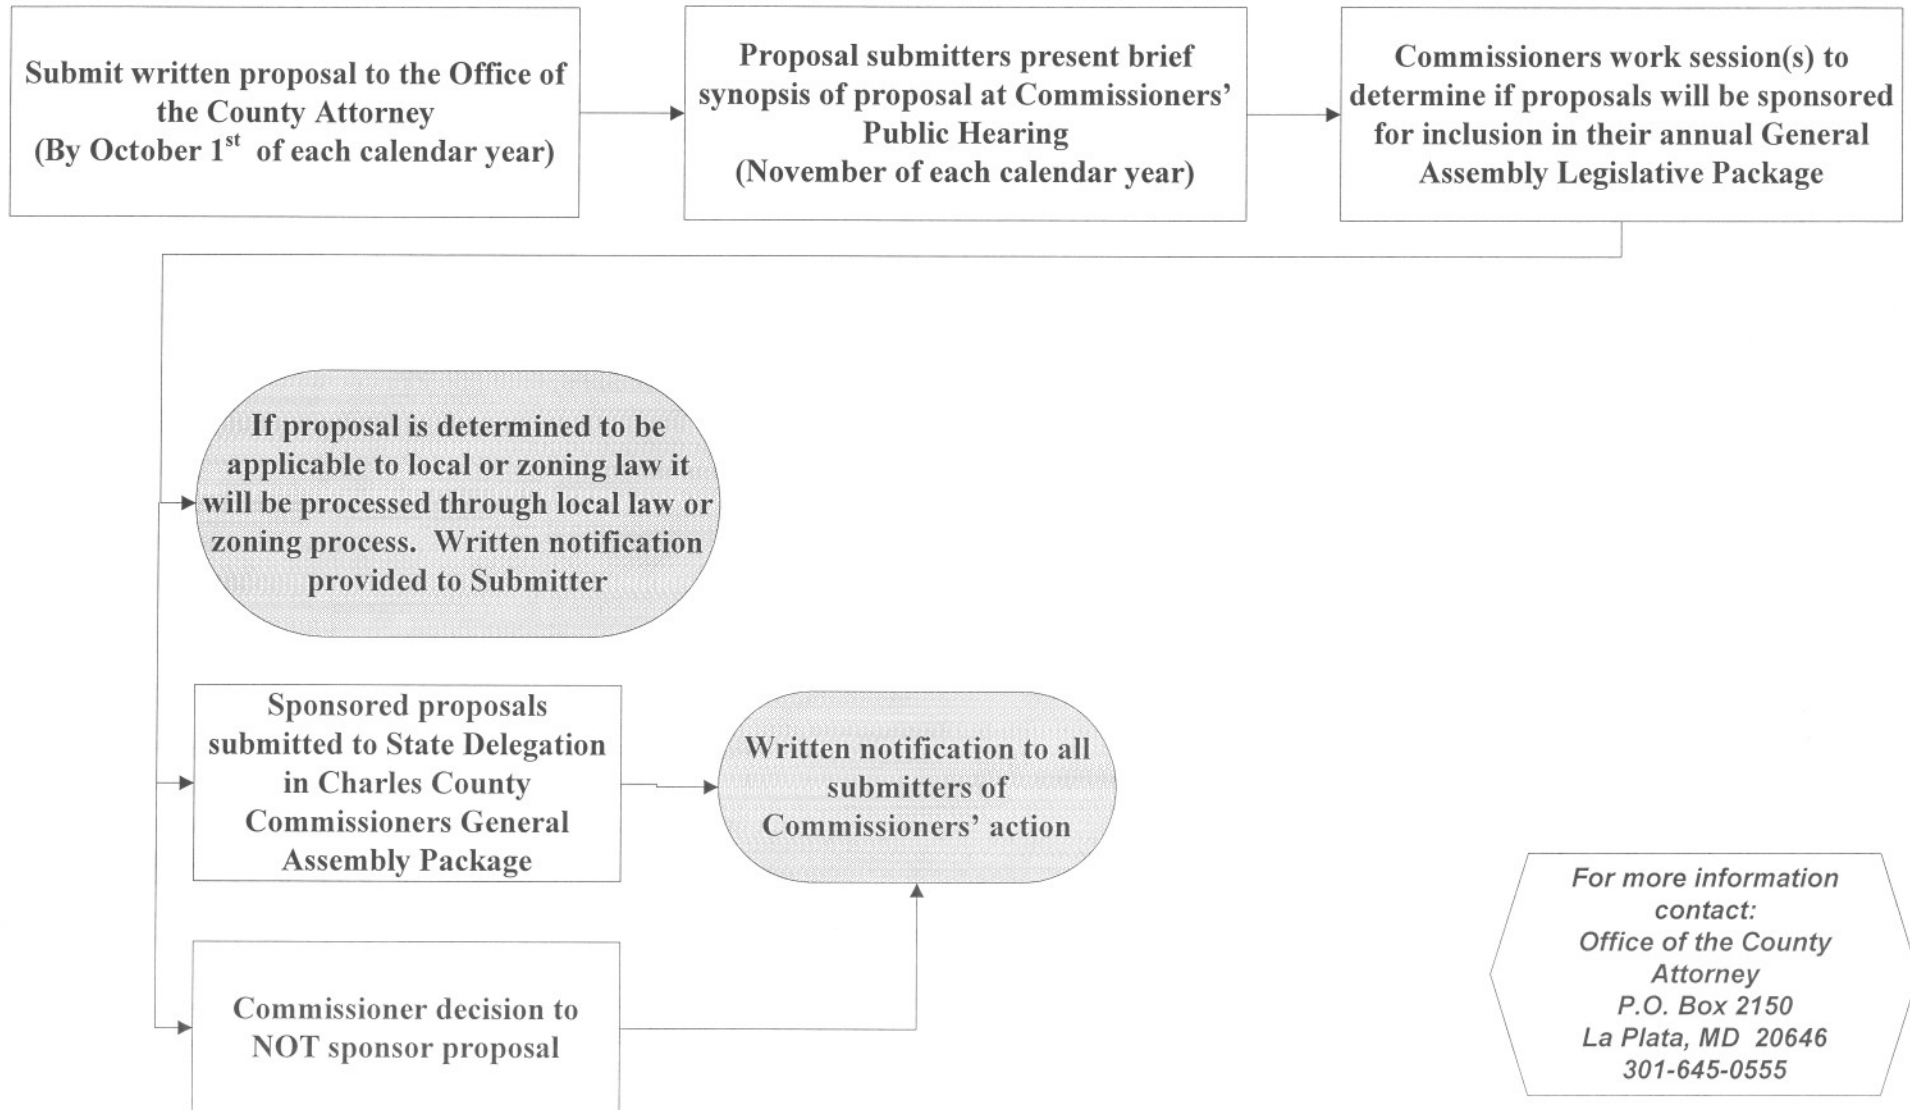 Submit written proposal to the Office of
the County Attorney
(By October 1st of each calendar year)
Proposal submitters present brief
synopsis of proposal at Commissioners’
Public Hearing
(November of each calendar year)
Commissioners work session(s) to
determine if proposals will be sponsored
for inclusion in their annual General
Assembly Legislative Package
If proposal is determined to be
applicable to local or zoning law it
will be processed through local law or
zoning process.  Written notification
provided to Submitter
Sponsored proposals
submitted to State Delegation
in Charles County
Commissioners General
Assembly Package
Written notification to all
submitters of
Commissioners’ action
Commissioner decision to
NOT sponsor proposal
For more information
contact:
Office of the County
Attorney
P.O. Box 2150
La Plata, MD  20646
301-645-0555